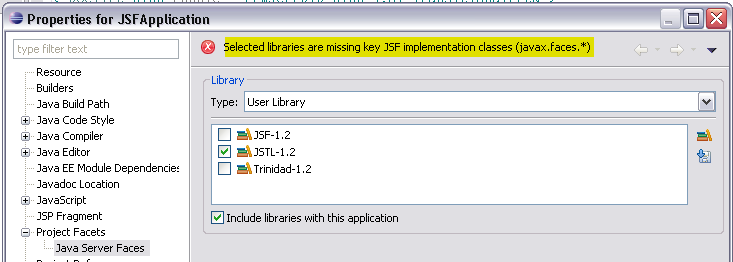 Properties for JSFApplication
type filter text
Selected libraries are missing key JSF implementation classes (javax.faces.*)
Resource
Builders
Java Build Path
Java Code Style
Java Compiler
Java Editor
Java EE Module Dependencies
Javadoc Location
JavaScript
JSP Fragment
Project Facets
Java Server Faces
Library
Type: User Library
JSF-1.2
JSTL-1.2
Trinidad-1.2
Include libraries with this application